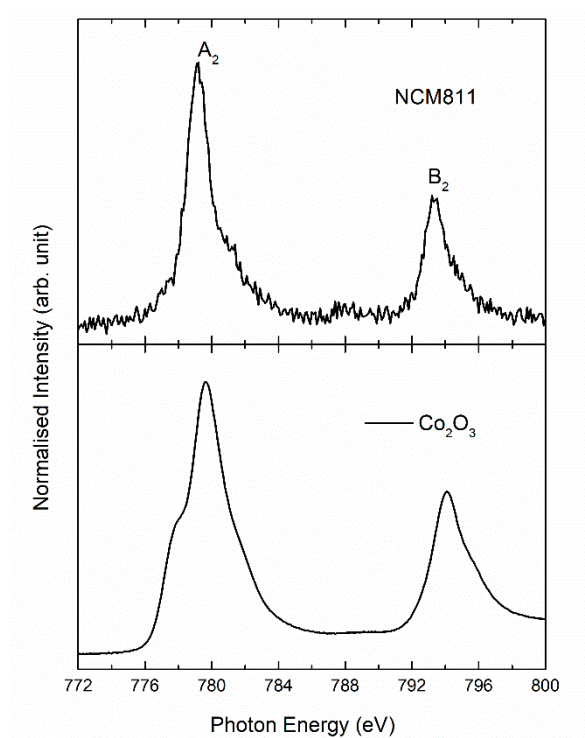 A₂
NCM811
B₂
Normalised Intensity (arb. unit)
Co₂O₃
772 776 780 784 788 792 796 800
Photon Energy (eV)